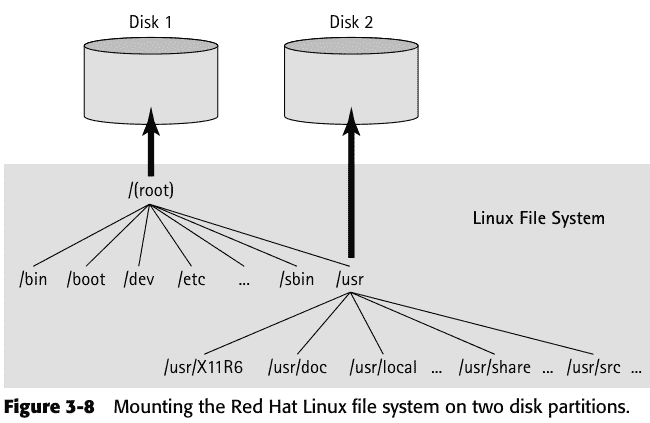 Disk 1 Disk 2
/(root)
Linux File System
/bin /boot /dev /etc ... /sbin /usr
/usr/X11R6 /usr/doc /usr/local ... /usr/share ... /usr/src ...
Figure 3-8 Mounting the Red Hat Linux file system on two disk partitions.